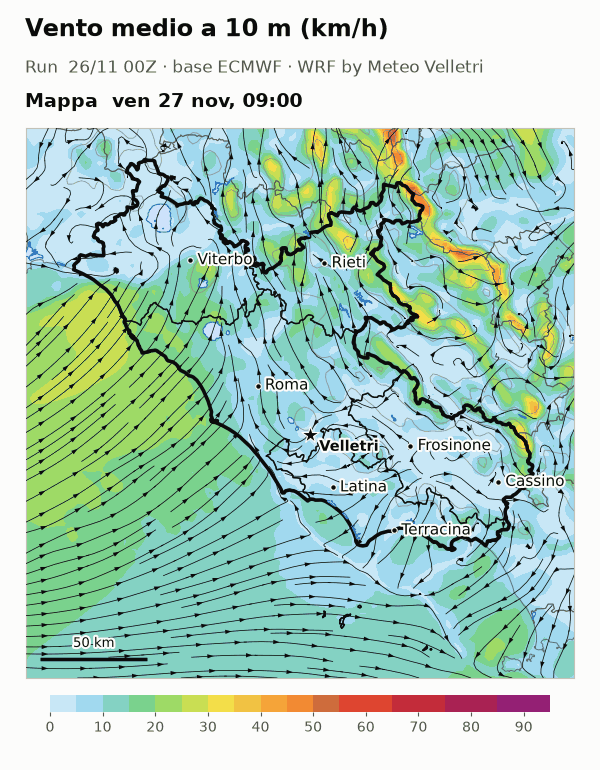 Vento medio a 10 m (km/h)
Run  26/11 00Z · base ECMWF · WRF by Meteo Velletri
Mappa  ven 27 nov, 09:00
Viterbo
Rieti
Roma
Velletri
Frosinone
Latina
Cassino
Terracina
50 km
0 10 20 30 40 50 60 70 80 90